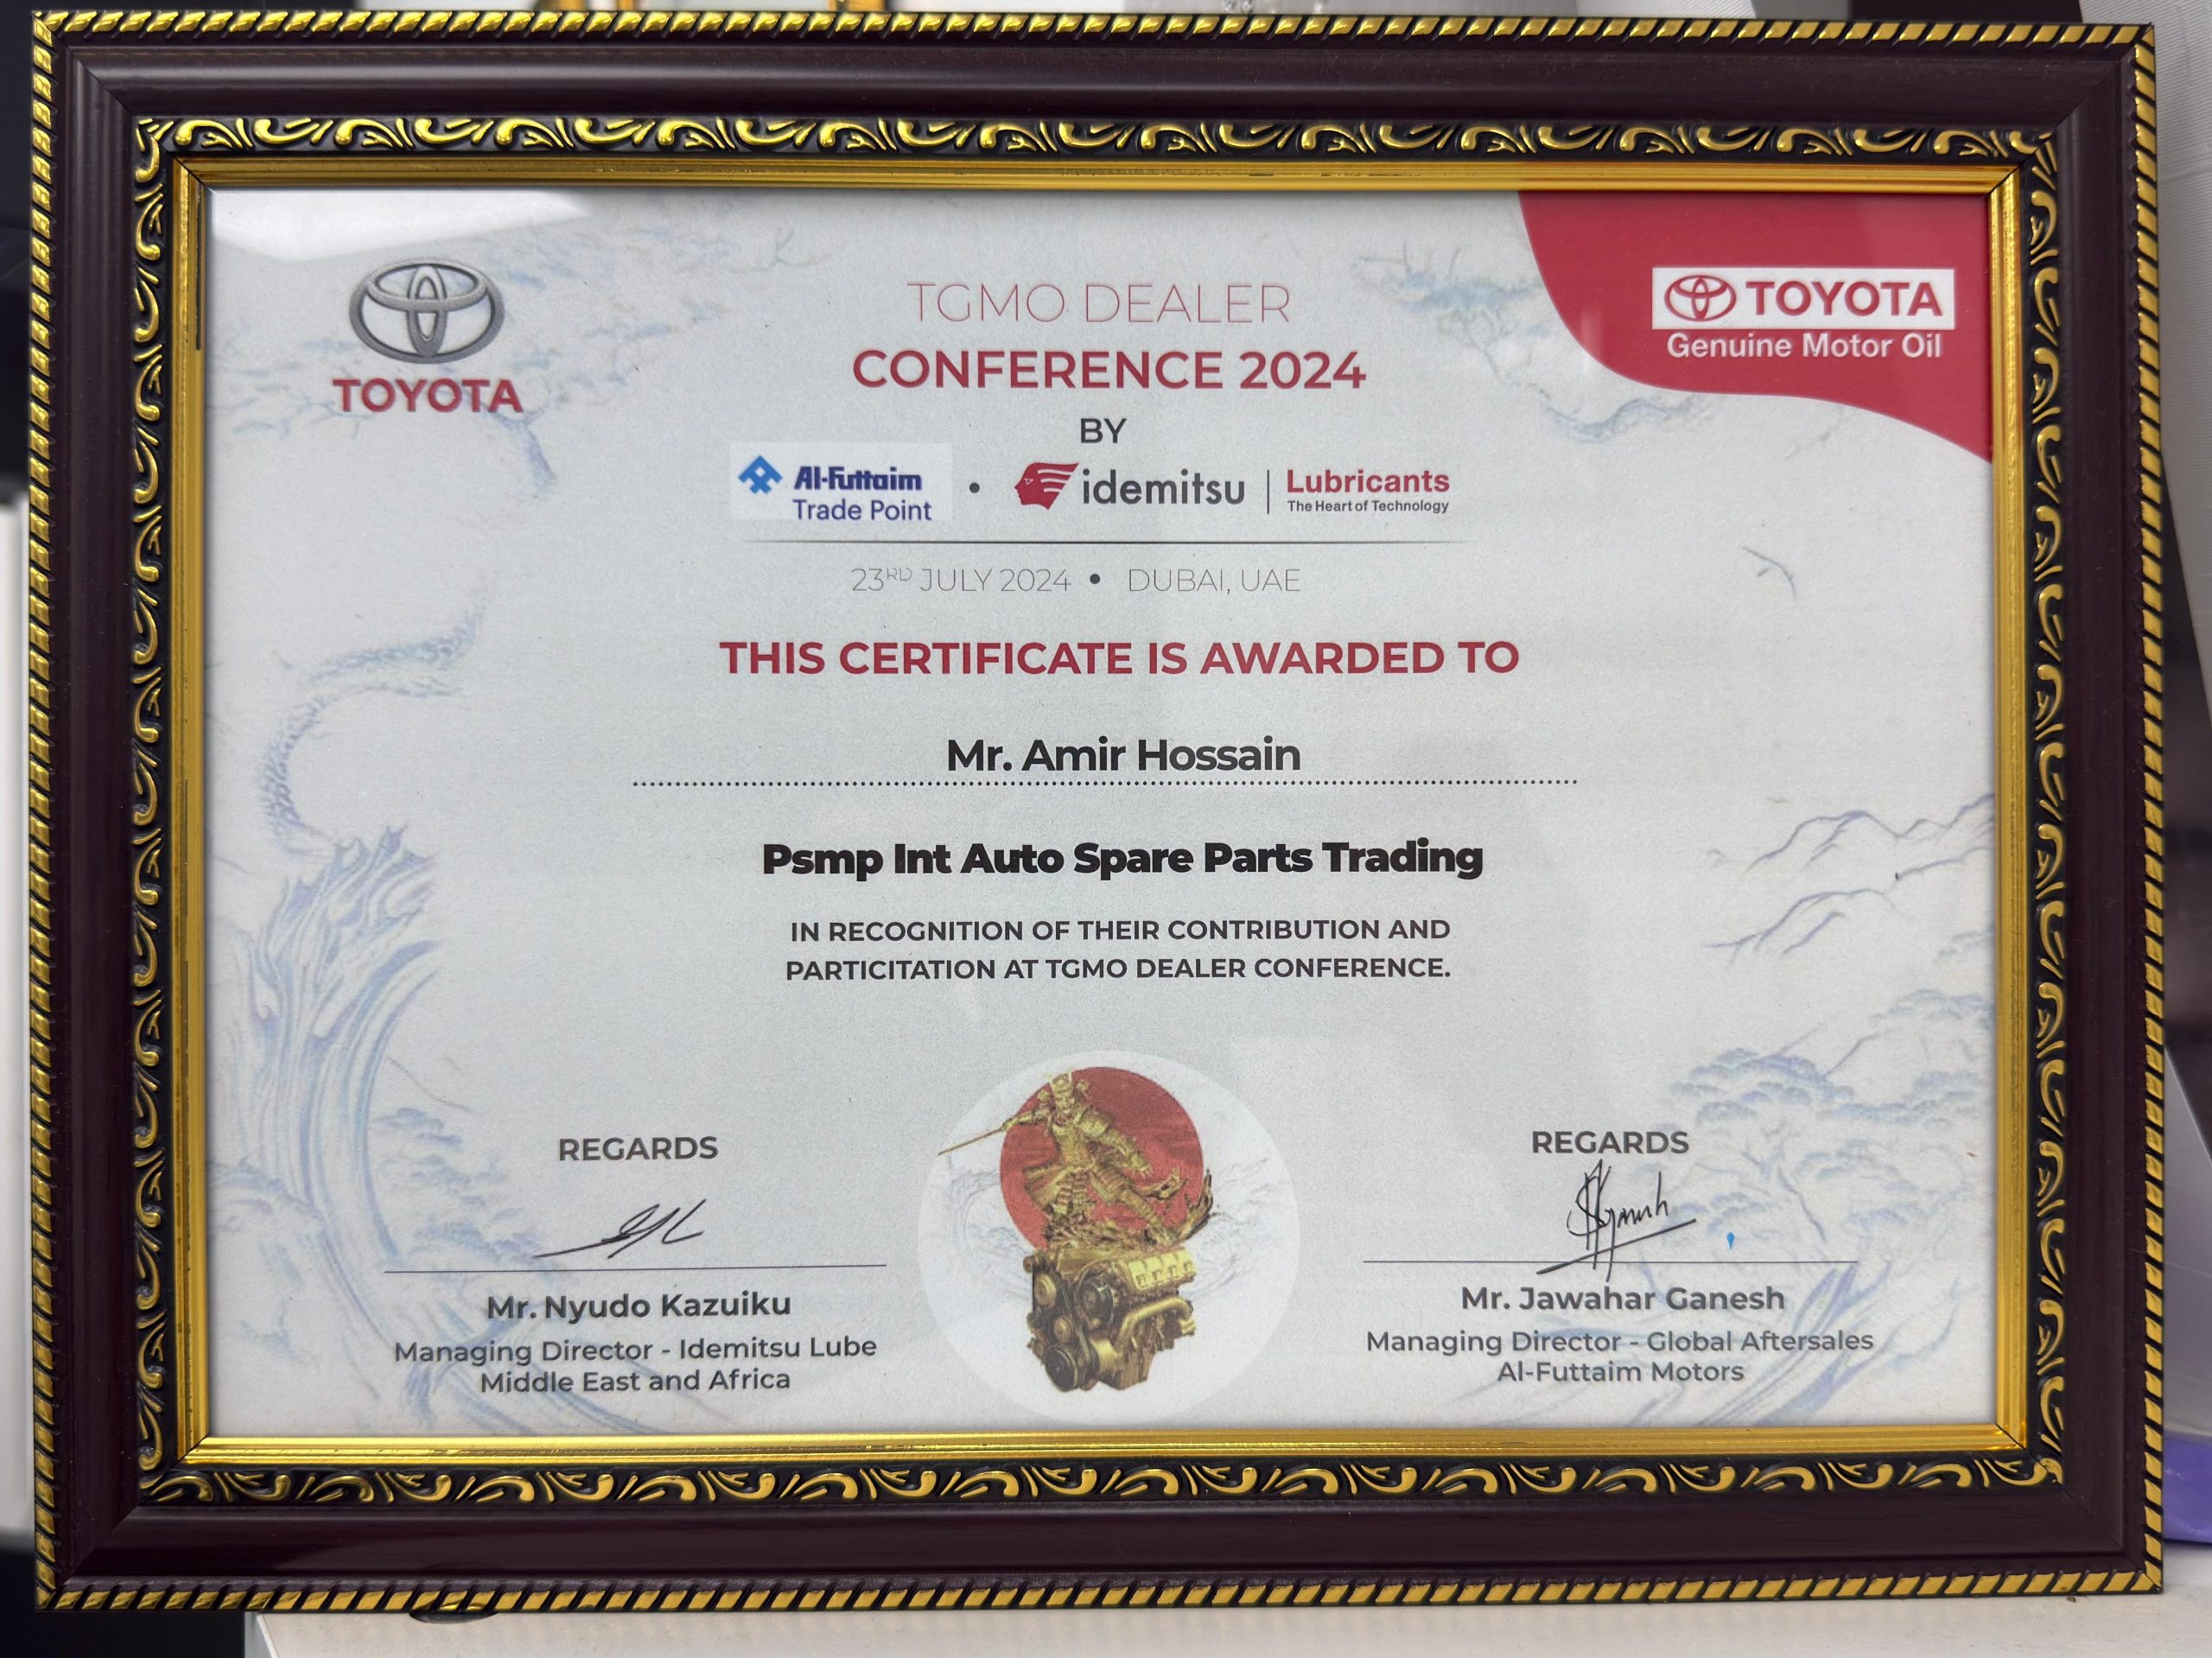 TOYOTA
TGMO DEALER
CONFERENCE 2024
BY
Al-Futtaim
Trade Point
idemitsu
Lubricants
The Heart of Technology
TOYOTA
Genuine Motor Oil
23RD JULY 2024 • DUBAI, UAE
THIS CERTIFICATE IS AWARDED TO
Mr. Amir Hossain
Psmp Int Auto Spare Parts Trading
IN RECOGNITION OF THEIR CONTRIBUTION AND
PARTICITATION AT TGMO DEALER CONFERENCE.
REGARDS
Mr. Nyudo Kazuiku
Managing Director - Idemitsu Lube
Middle East and Africa
REGARDS
Mr. Jawahar Ganesh
Managing Director - Global Aftersales
Al-Futtaim Motors